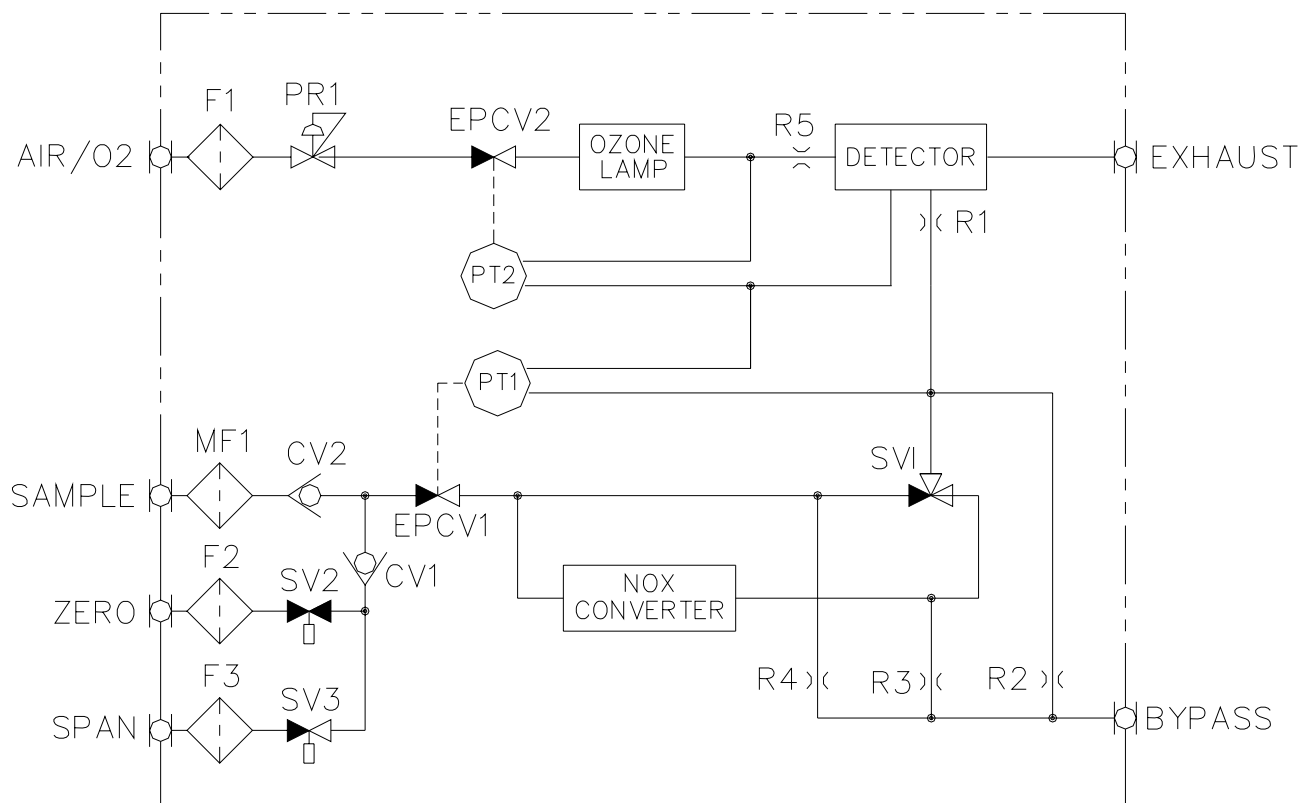 F1
PR1
EPCV2
R5
AIR/O2
OZONE
LAMP
DETECTOR
EXHAUST
R1
PT2
PT1
MF1
CV2
SV1
SAMPLE
EPCV1
F2
SV2
CV1
NOX
CONVERTER
ZERO
F3
SV3
R4
R3
R2
SPAN
BYPASS